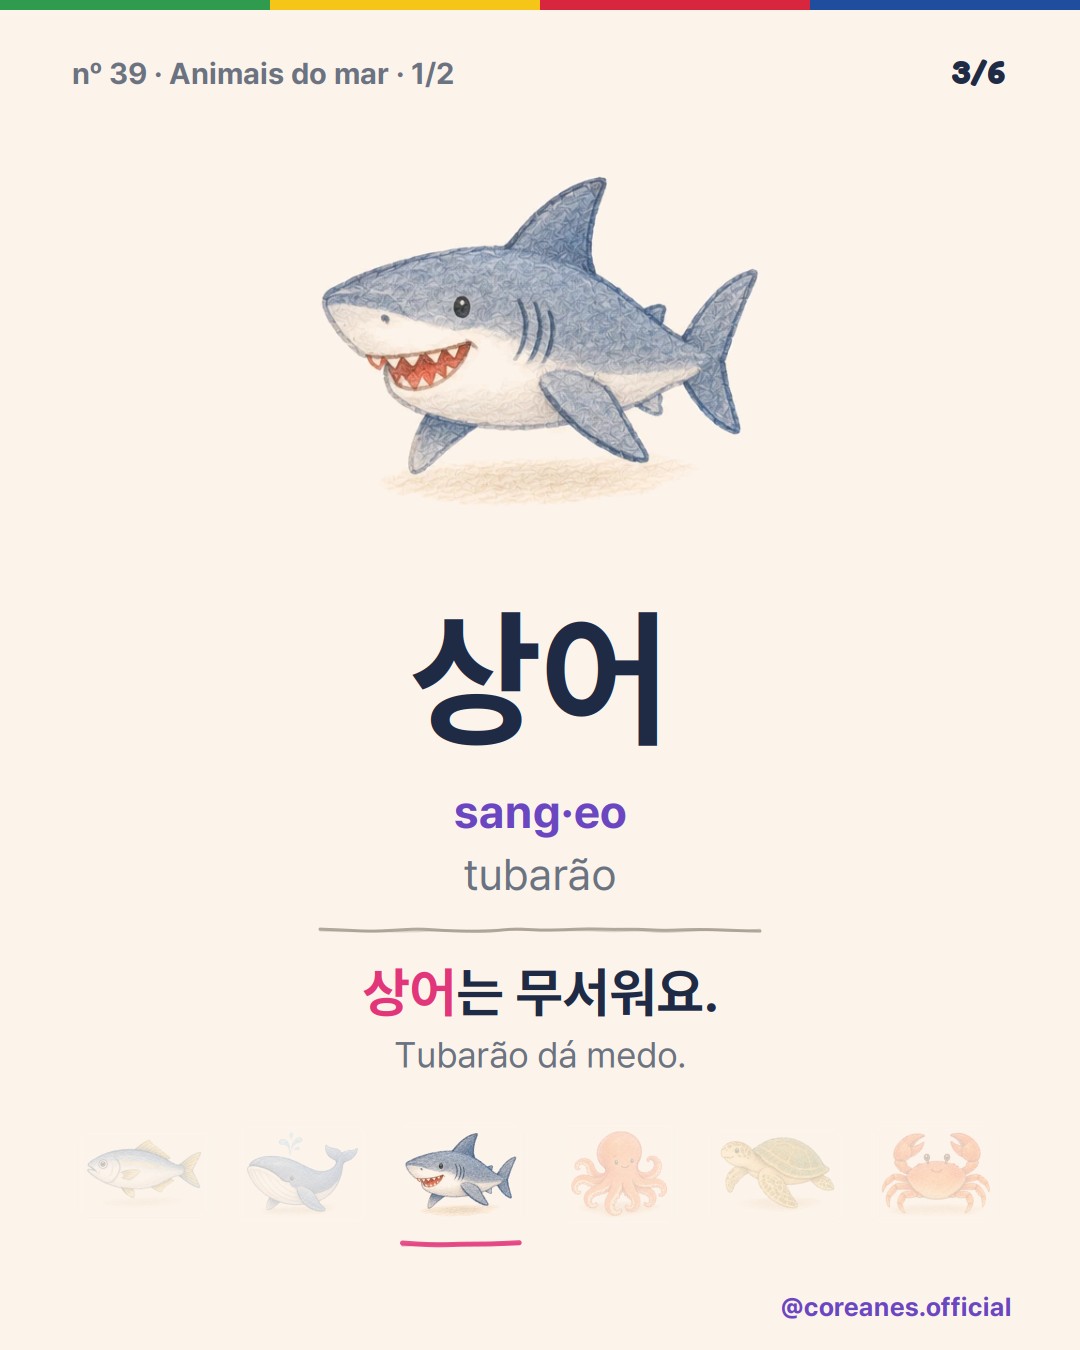 nº 39 · Animais do mar · 1/2
3/6
상어
sang·eo
tubarão
상어는 무서워요.
Tubarão dá medo.
@coreanes.official